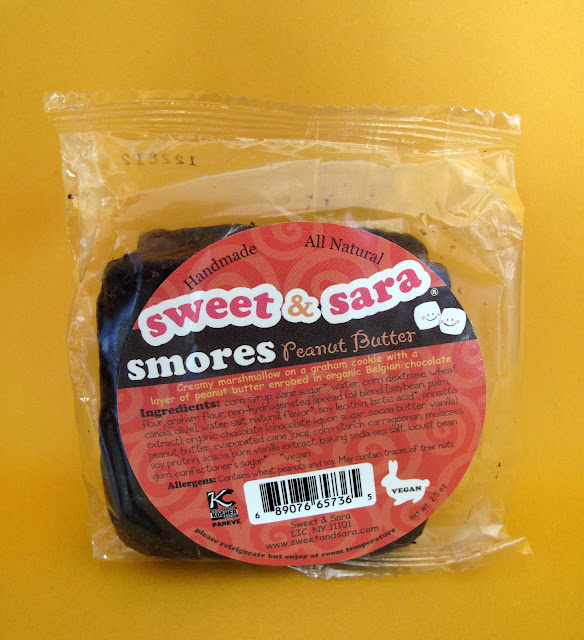 122812
Handmade All Natural
sweet & sara®
smores Peanut Butter
Creamy marshmallow on a graham cookie with a
layer of peanut butter enrobed in organic Belgian chocolate
Ingredients: corn syrup, cane sugar*, water, corn dextrose, wheat
flour, graham flour, non-hydrogenated spread (oil blend [soybean, palm,
canola, olive], water, salt, natural flavor*, soy lecithin, lactic acid*, annatto
(extract), organic chocolate (chocolate liquor, sugar, cocoa butter, vanilla),
peanut butter, evaporated cane juice, corn starch, carrageenan, molasses,
soy protein, acacia, pure vanilla extract, baking soda, sea salt, locust bean
gum, confectioner's sugar* *vegan
Allergens: Contains wheat, peanuts and soy. May contain traces of tree nuts.
K
KOSHER
PAREVE
6 89076 65736 5
VEGAN
net wt. 2.5 oz
Sweet & Sara
LIC, NY 11101
www.sweetandsara.com
please refrigerate but enjoy at room temperature